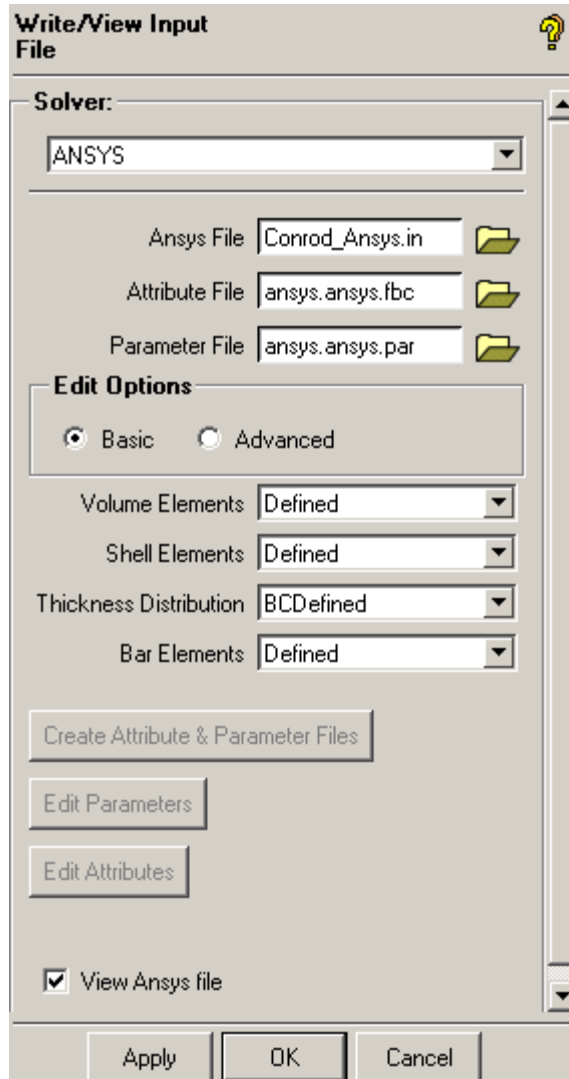 Write/View Input
File
Solver:
ANSYS
Ansys File Conrod_Ansys.in
Attribute File ansys.ansys.fbc
Parameter File ansys.ansys.par
Edit Options
Basic Advanced
Volume Elements Defined
Shell Elements Defined
Thickness Distribution BCDefined
Bar Elements Defined
Create Attribute & Parameter Files
Edit Parameters
Edit Attributes
View Ansys file
Apply OK Cancel